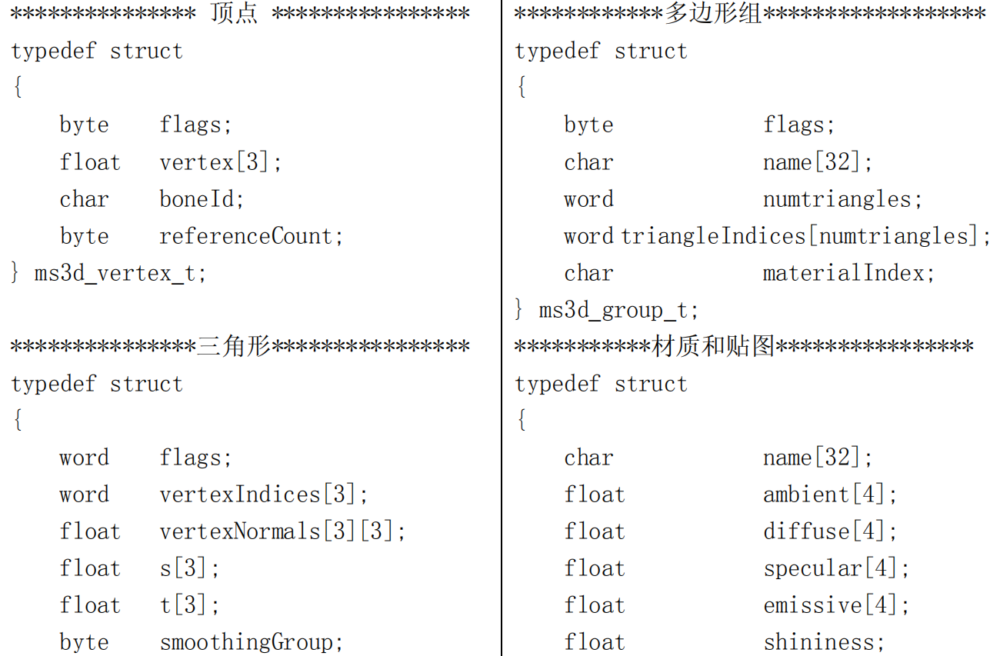 *************** 顶点 ****************
typedef struct
{
byte flags;
float vertex[3];
char boneId;
byte referenceCount;
} ms3d_vertex_t;
***************三角形****************
typedef struct
{
word flags;
word vertexIndices[3];
float vertexNormals[3][3];
float s[3];
float t[3];
byte smoothingGroup;
************多边形组******************
typedef struct
{
byte flags;
char name[32];
word numtriangles;
word triangleIndices[numtriangles];
char materialIndex;
} ms3d_group_t;
***********材质和贴图****************
typedef struct
{
char name[32];
float ambient[4];
float diffuse[4];
float specular[4];
float emissive[4];
float shininess;